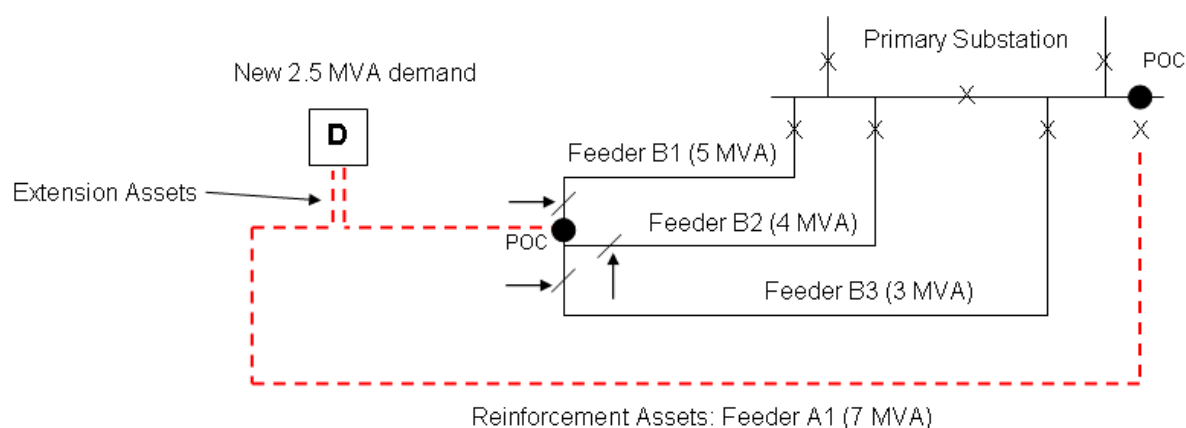 Primary Substation
POC
New 2.5 MVA demand
D
Feeder B1 (5 MVA)
Extension Assets
Feeder B2 (4 MVA)
POC
Feeder B3 (3 MVA)
Reinforcement Assets: Feeder A1 (7 MVA)